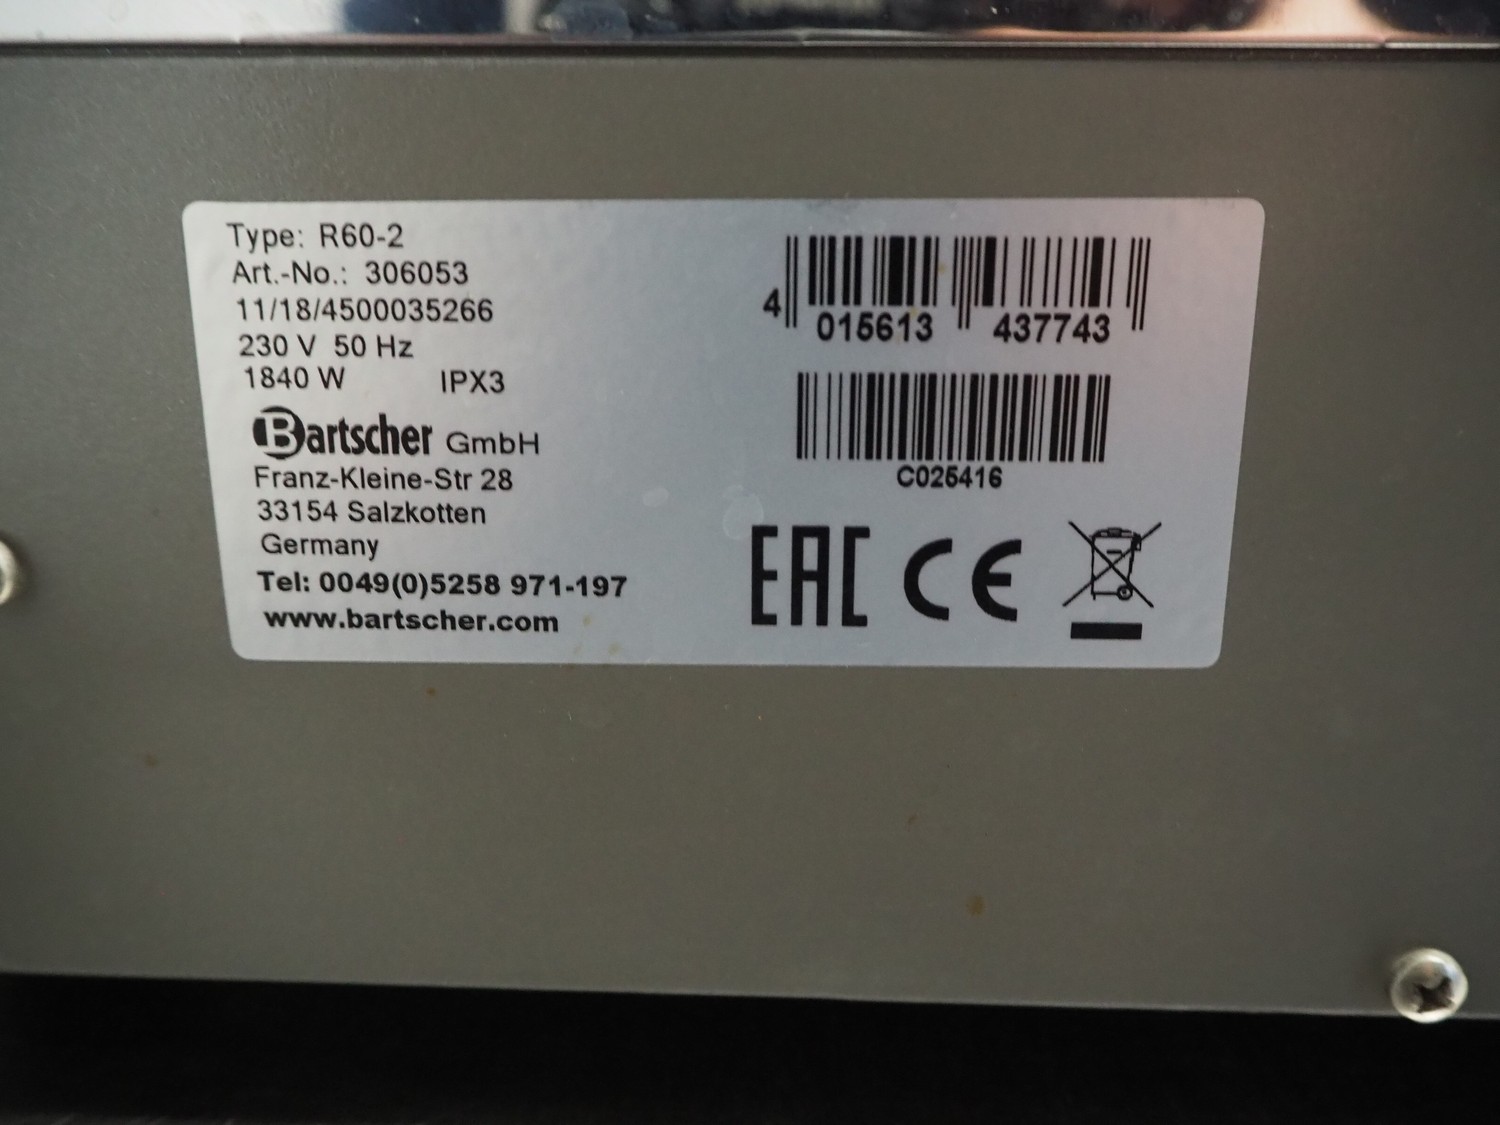 Type: R60-2
Art.-No.: 306053
11/18/4500035266
230 V 50 Hz
1840 W IPX3
Bartscher GmbH
Franz-Kleine-Str 28
33154 Salzkotten
Germany
Tel: 0049(0)5258 971-197
www.bartscher.com
4 015613 437743
C025416
EAC CE